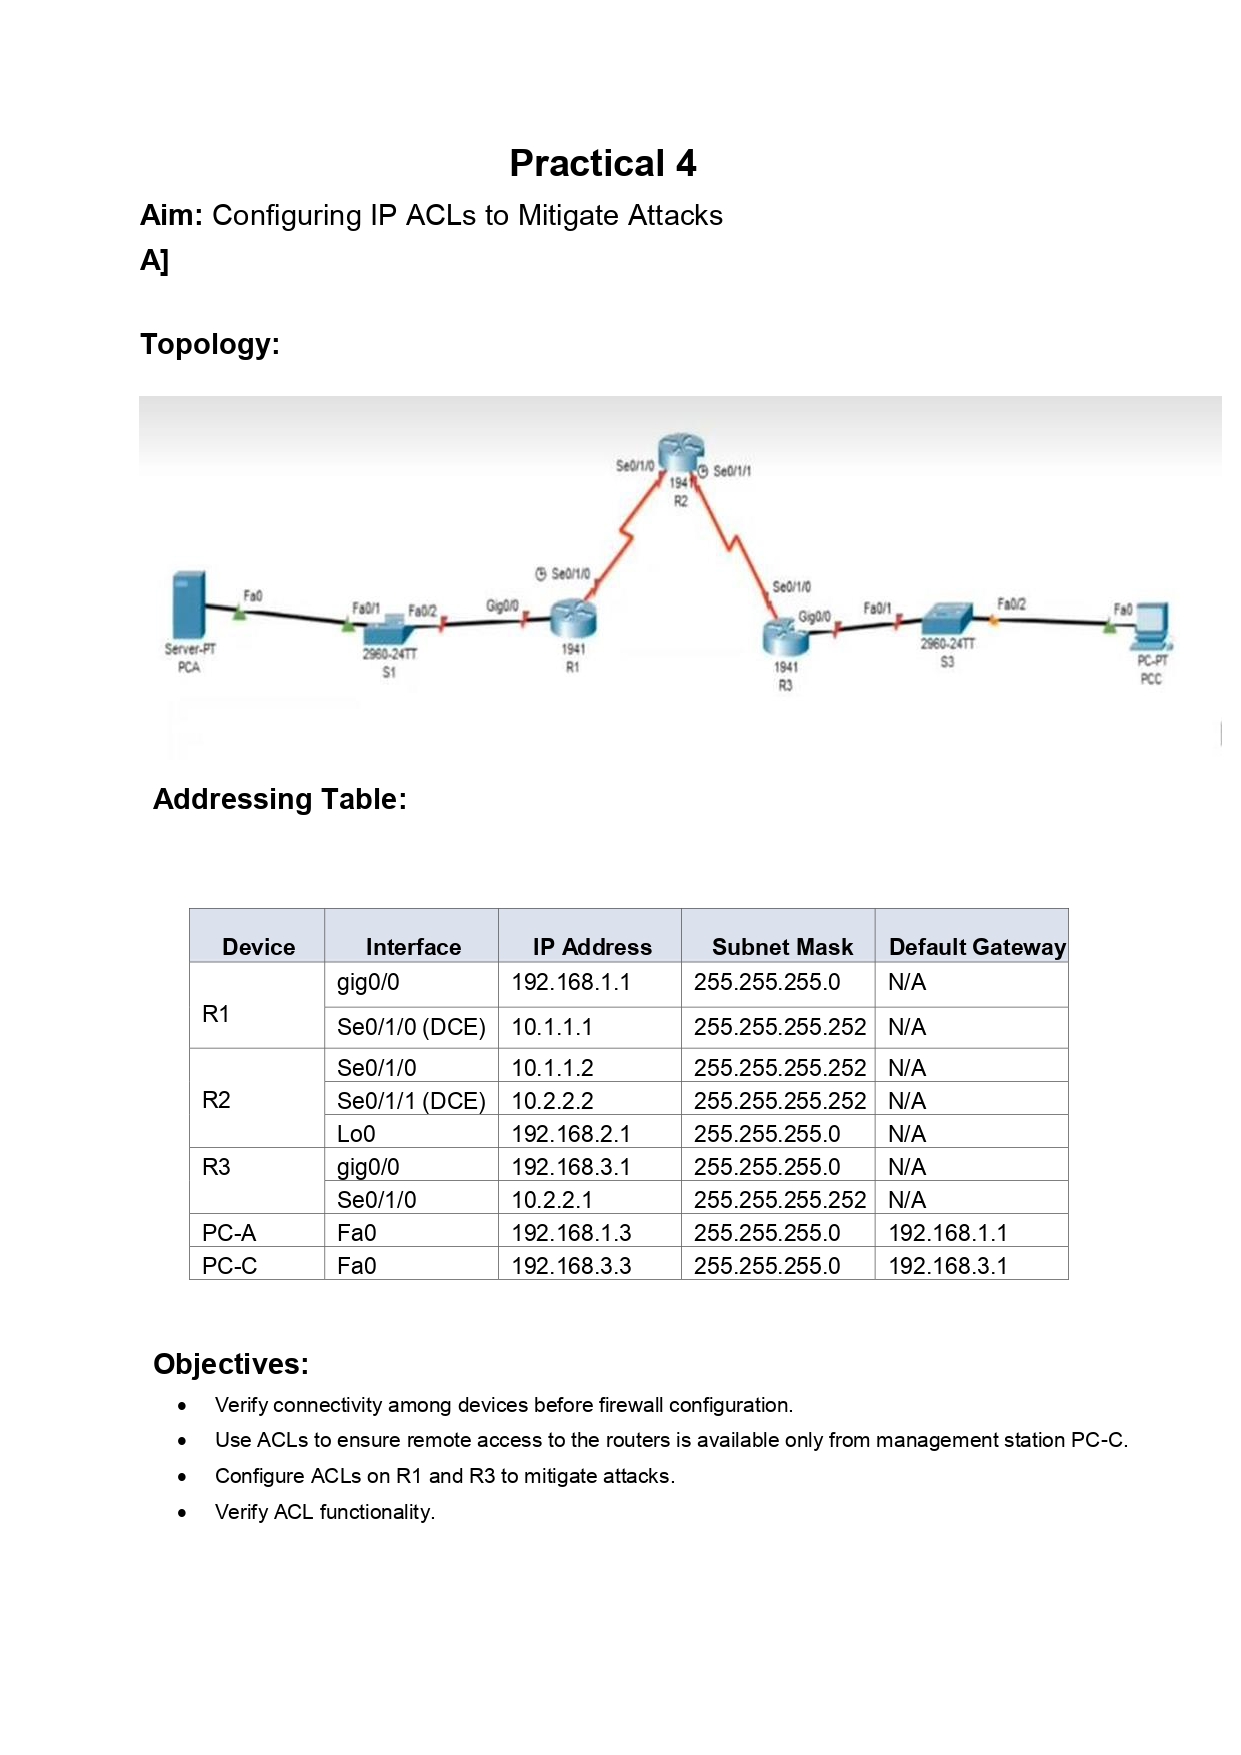 Practical 4
Aim: Configuring IP ACLs to Mitigate Attacks
A]
Topology:
Se0/1/0
Se0/1/1
1941
R2
Se0/1/0
Se0/1/0
Fa0
Fa0/1
Fa0/2
Gig0/0
Gig0/0
Fa0/1
Fa0/2
Fa0
Server-PT
PCA
2960-24TT
S1
1941
R1
1941
R3
2960-24TT
S3
PC-PT
PCC
Addressing Table:
Device Interface IP Address Subnet Mask Default Gateway
R1 gig0/0 192.168.1.1 255.255.255.0 N/A
Se0/1/0 (DCE) 10.1.1.1 255.255.255.252 N/A
R2 Se0/1/0 10.1.1.2 255.255.255.252 N/A
Se0/1/1 (DCE) 10.2.2.2 255.255.255.252 N/A
Lo0 192.168.2.1 255.255.255.0 N/A
R3 gig0/0 192.168.3.1 255.255.255.0 N/A
Se0/1/0 10.2.2.1 255.255.255.252 N/A
PC-A Fa0 192.168.1.3 255.255.255.0 192.168.1.1
PC-C Fa0 192.168.3.3 255.255.255.0 192.168.3.1
Objectives:
• Verify connectivity among devices before firewall configuration.
• Use ACLs to ensure remote access to the routers is available only from management station PC-C.
• Configure ACLs on R1 and R3 to mitigate attacks.
• Verify ACL functionality.